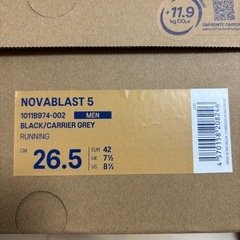 +11.9
kg CO₂e
NOVABLAST 5
1011B974-002 MEN
BLACK/CARRIER GREY
RUNNING
CM 26.5
EUR 42
UK 7½
US 8½
4570158208246